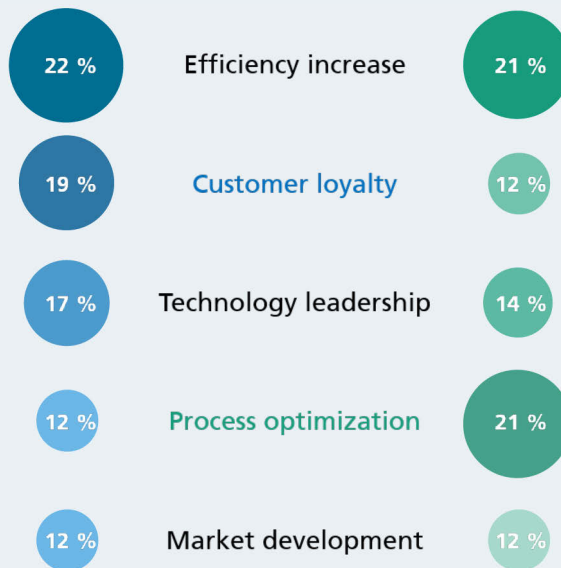 22 % Efficiency increase 21 %
19 % Customer loyalty 12 %
17 % Technology leadership 14 %
12 % Process optimization 21 %
12 % Market development 12 %